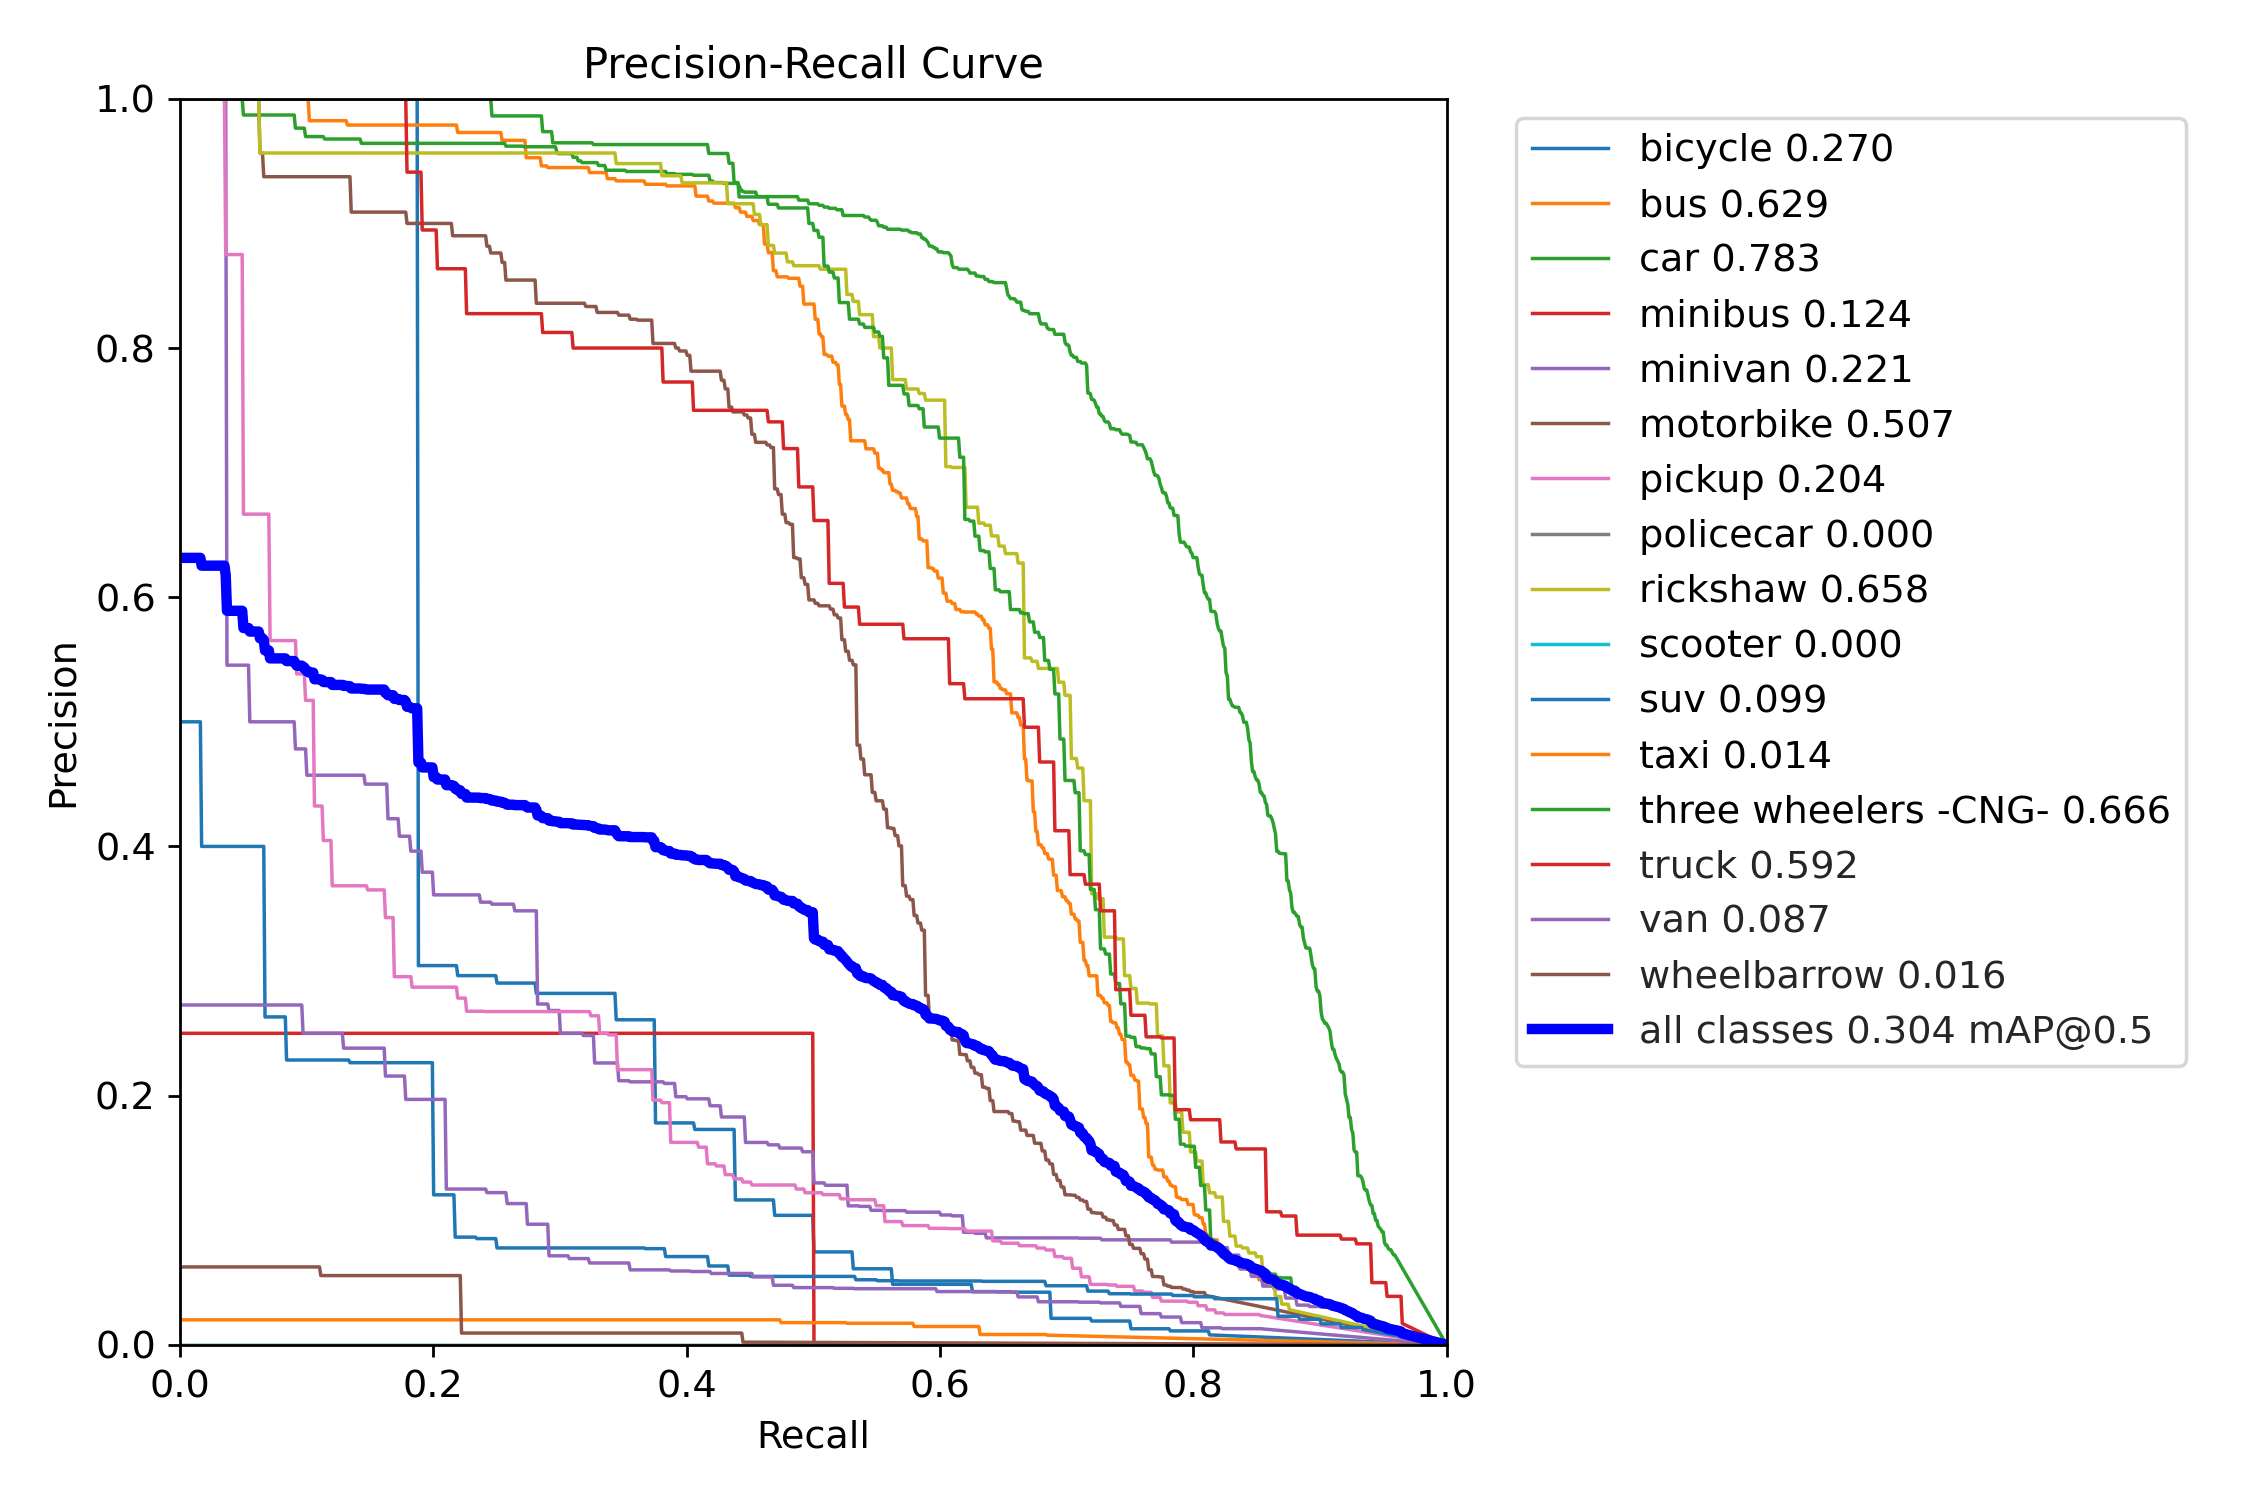 Precision-Recall Curve
1.0
0.8
0.6
0.4
0.2
0.0
Precision
0.0 0.2 0.4 0.6 0.8 1.0
Recall
bicycle 0.270
bus 0.629
car 0.783
minibus 0.124
minivan 0.221
motorbike 0.507
pickup 0.204
policecar 0.000
rickshaw 0.658
scooter 0.000
suv 0.099
taxi 0.014
three wheelers -CNG- 0.666
truck 0.592
van 0.087
wheelbarrow 0.016
all classes 0.304 mAP@0.5